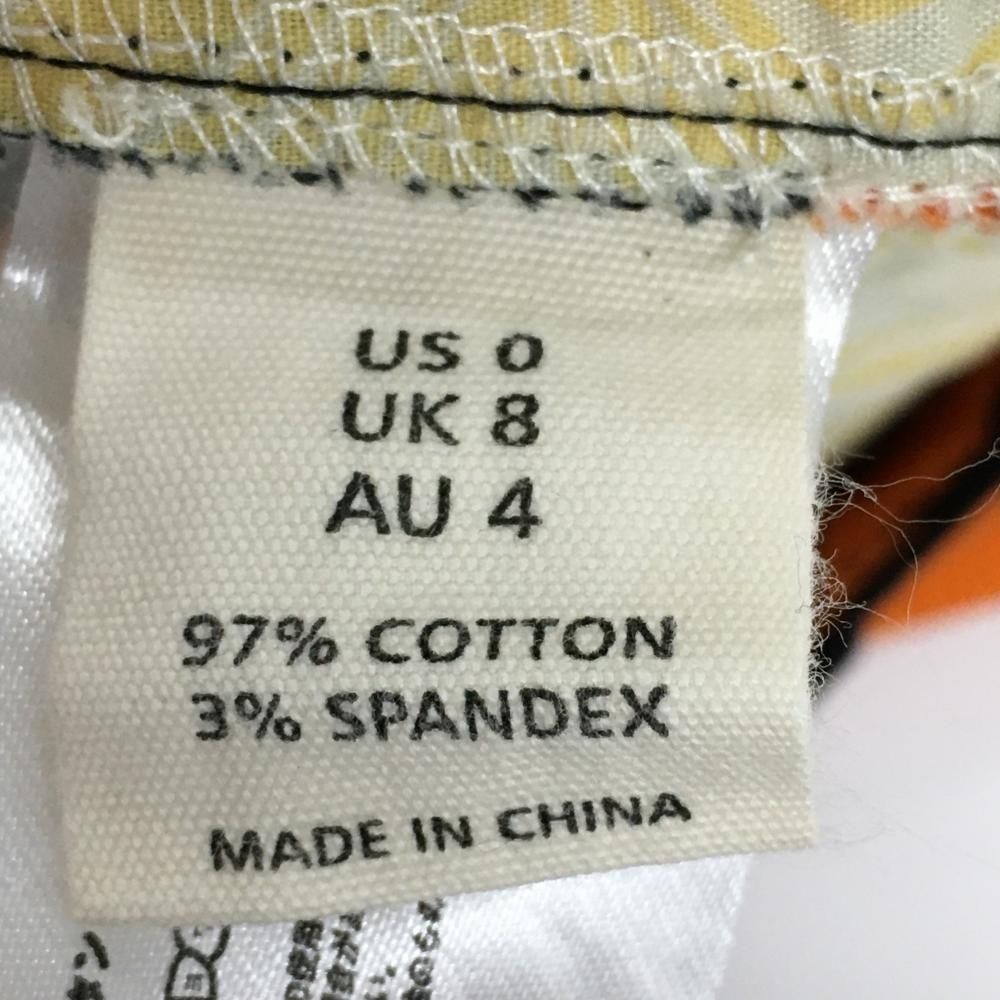 US 0
UK 8
AU 4
97% COTTON
3% SPANDEX
MADE IN CHINA